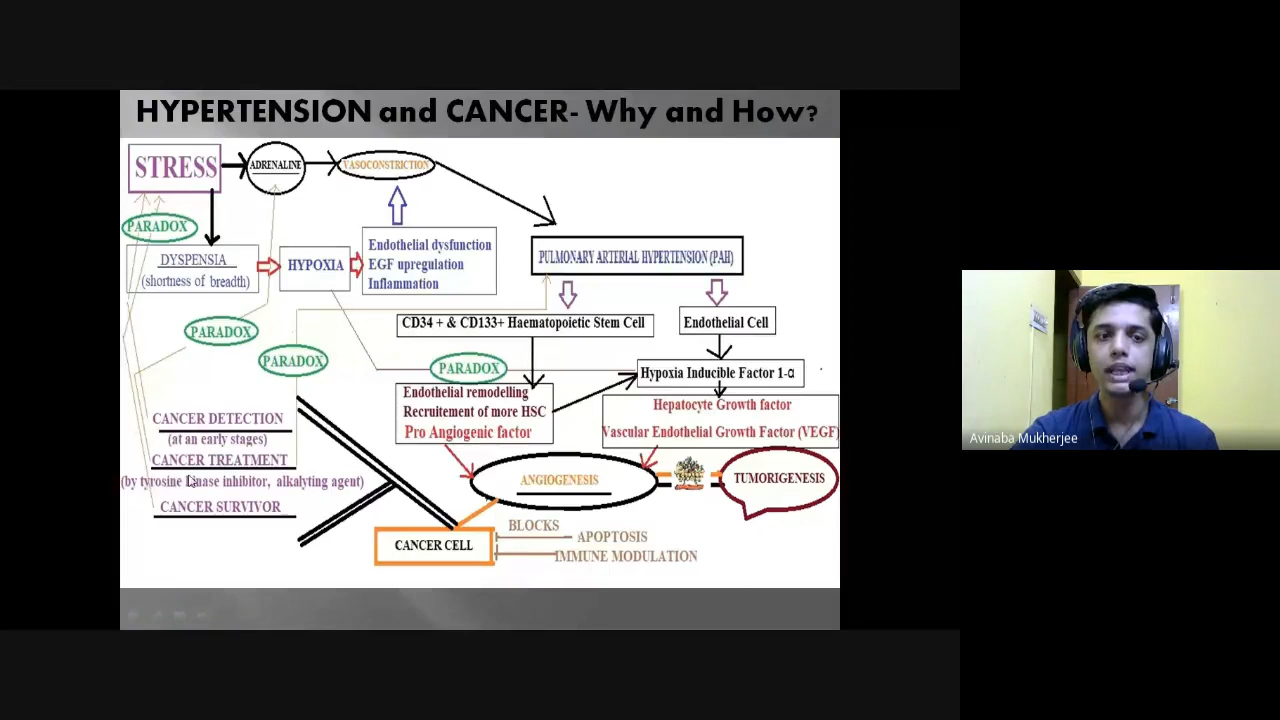 HYPERTENSION and CANCER- Why and How?
STRESS
ADRENALINE
VASOCONSTRICTION
PARADOX
DYSPENSIA
(shortness of breadth)
HYPOXIA
Endothelial dysfunction
EGF upregulation
Inflammation
PULMONARY ARTERIAL HYPERTENSION (PAH)
CD34 + & CD133+ Haematopoietic Stem Cell
Endothelial Cell
PARADOX
PARADOX
PARADOX
Hypoxia Inducible Factor 1-α
Endothelial remodelling
Recruitement of more HSC
Pro Angiogenic factor
Hepatocyte Growth factor
Vascular Endothelial Growth Factor (VEGF)
CANCER DETECTION
(at an early stages)
CANCER TREATMENT
(by tyrosine kinase inhibitor, alkalyting agent)
CANCER SURVIVOR
ANGIOGENESIS
TUMORIGENESIS
CANCER CELL
BLOCKS
APOPTOSIS
IMMUNE MODULATION
Avinaba Mukherjee